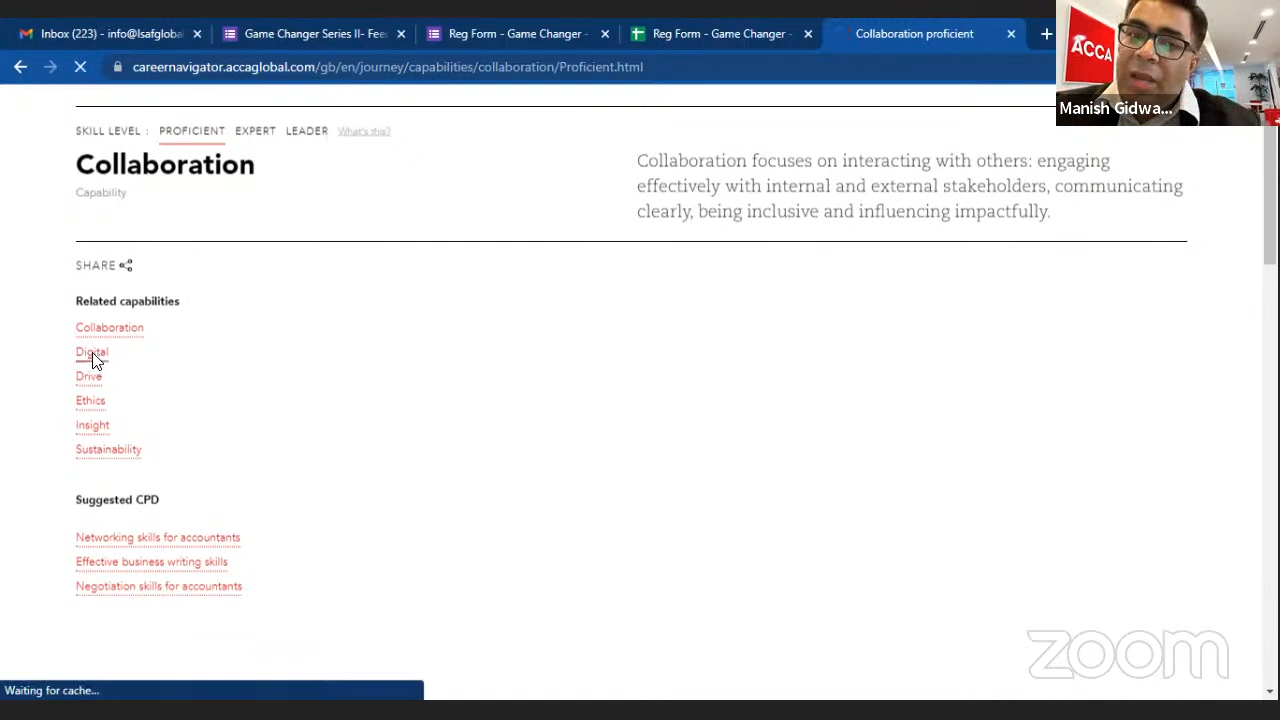 Inbox (223) - info@lsafglobal
Game Changer Series II- Fee
Reg Form - Game Changer -
Reg Form - Game Changer -
Collaboration proficient
careernavigator.accaglobal.com/gb/en/journey/capabilities/collaboration/Proficient.html
ACCA
Manish Gidwa...
SKILL LEVEL : PROFICIENT EXPERT LEADER What's this?
Collaboration
Capability
Collaboration focuses on interacting with others: engaging
effectively with internal and external stakeholders, communicating
clearly, being inclusive and influencing impactfully.
SHARE
Related capabilities
Collaboration
Digital
Drive
Ethics
Insight
Sustainability
Suggested CPD
Networking skills for accountants
Effective business writing skills
Negotiation skills for accountants
zoom
Waiting for cache...